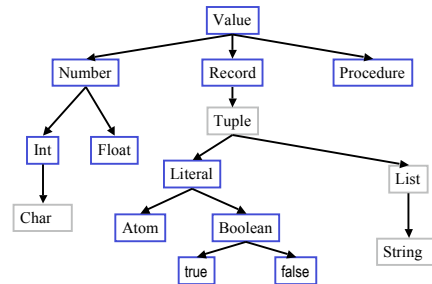 Value
Number Record Procedure
Tuple
Int Float
Literal List
Char
Atom Boolean
String
true false